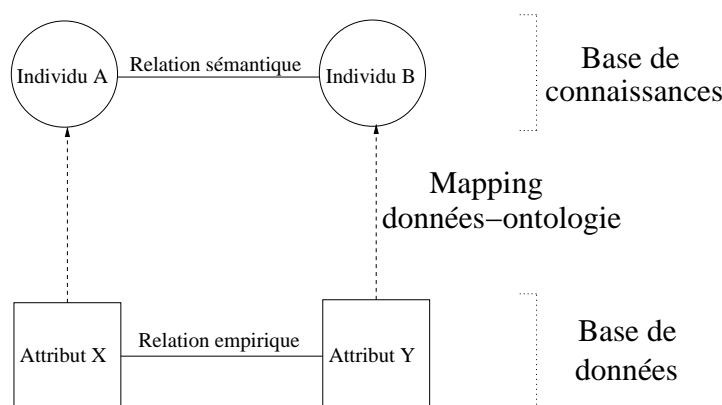 Individu A
Relation sémantique
Individu B
Base de
connaissances
Mapping
données−ontologie
Attribut X
Relation empirique
Attribut Y
Base de
données